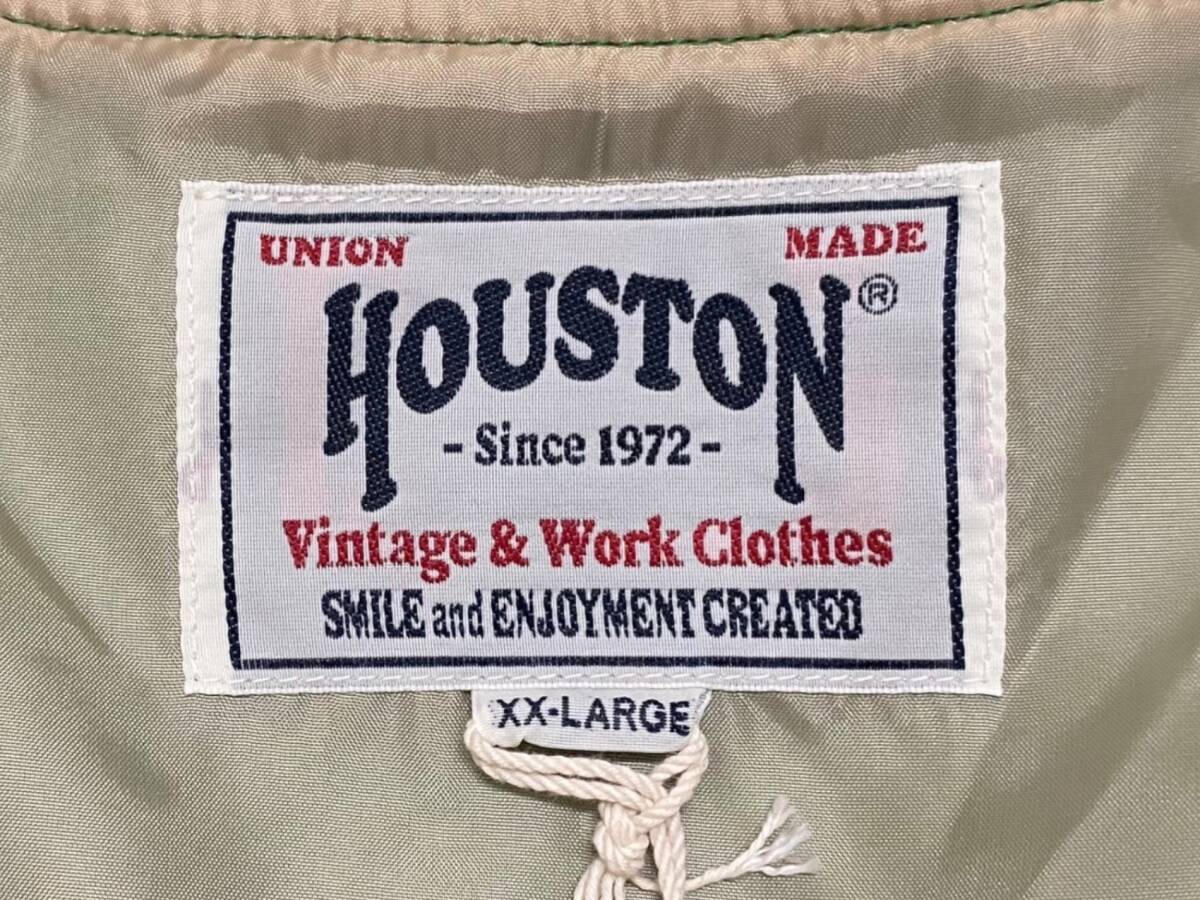 UNION MADE
HOUSTON®
- Since 1972 -
Vintage & Work Clothes
SMILE and ENJOYMENT CREATED
XX-LARGE